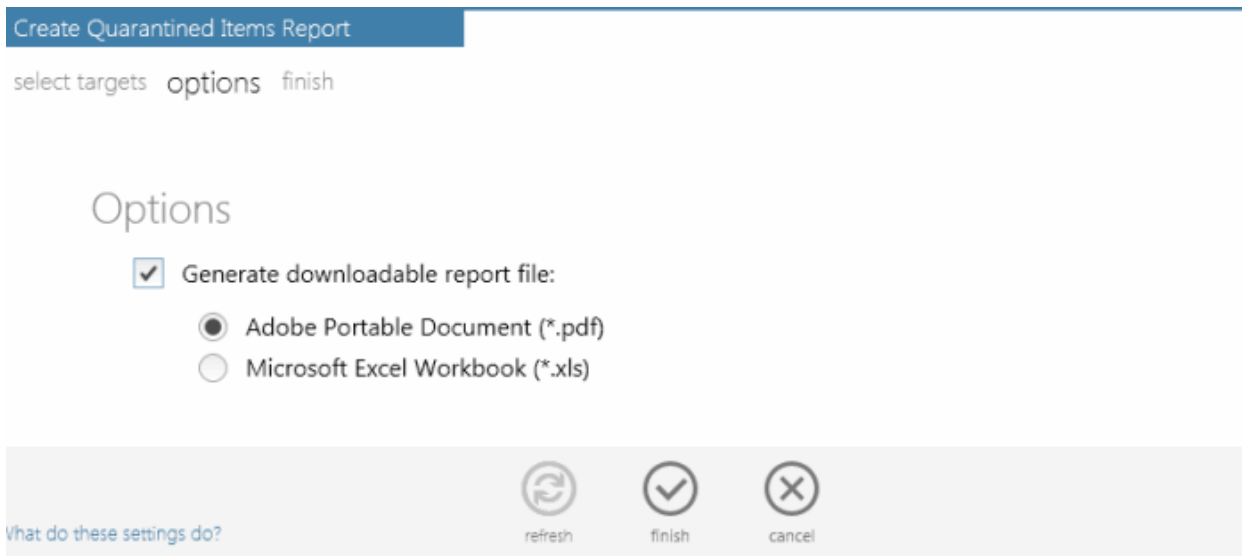 Create Quarantined Items Report
select targets options finish
Options
Generate downloadable report file:
Adobe Portable Document (*.pdf)
Microsoft Excel Workbook (*.xls)
refresh finish cancel
What do these settings do?